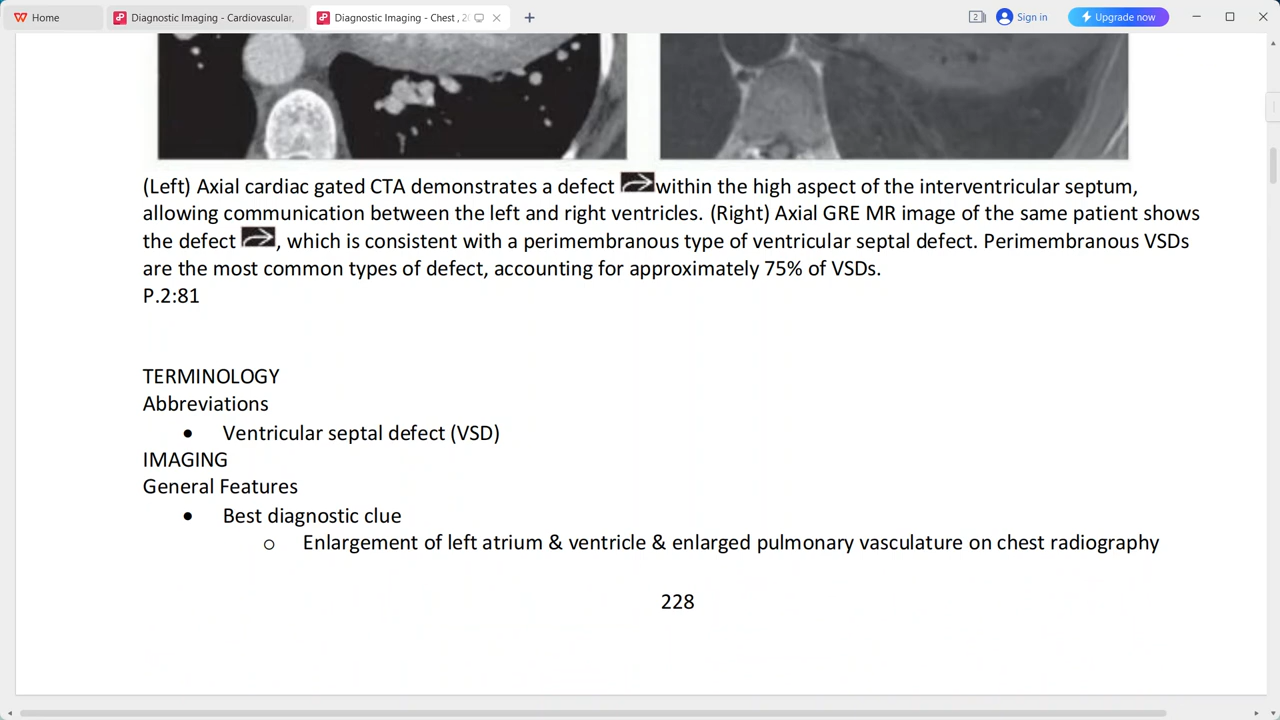 Home
Diagnostic Imaging - Cardiovascular,
Diagnostic Imaging - Chest , 2
2
Sign in
Upgrade now
(Left) Axial cardiac gated CTA demonstrates a defect within the high aspect of the interventricular septum,
allowing communication between the left and right ventricles. (Right) Axial GRE MR image of the same patient shows
the defect , which is consistent with a perimembranous type of ventricular septal defect. Perimembranous VSDs
are the most common types of defect, accounting for approximately 75% of VSDs.
P.2:81
TERMINOLOGY
Abbreviations
• Ventricular septal defect (VSD)
IMAGING
General Features
• Best diagnostic clue
o Enlargement of left atrium & ventricle & enlarged pulmonary vasculature on chest radiography
228